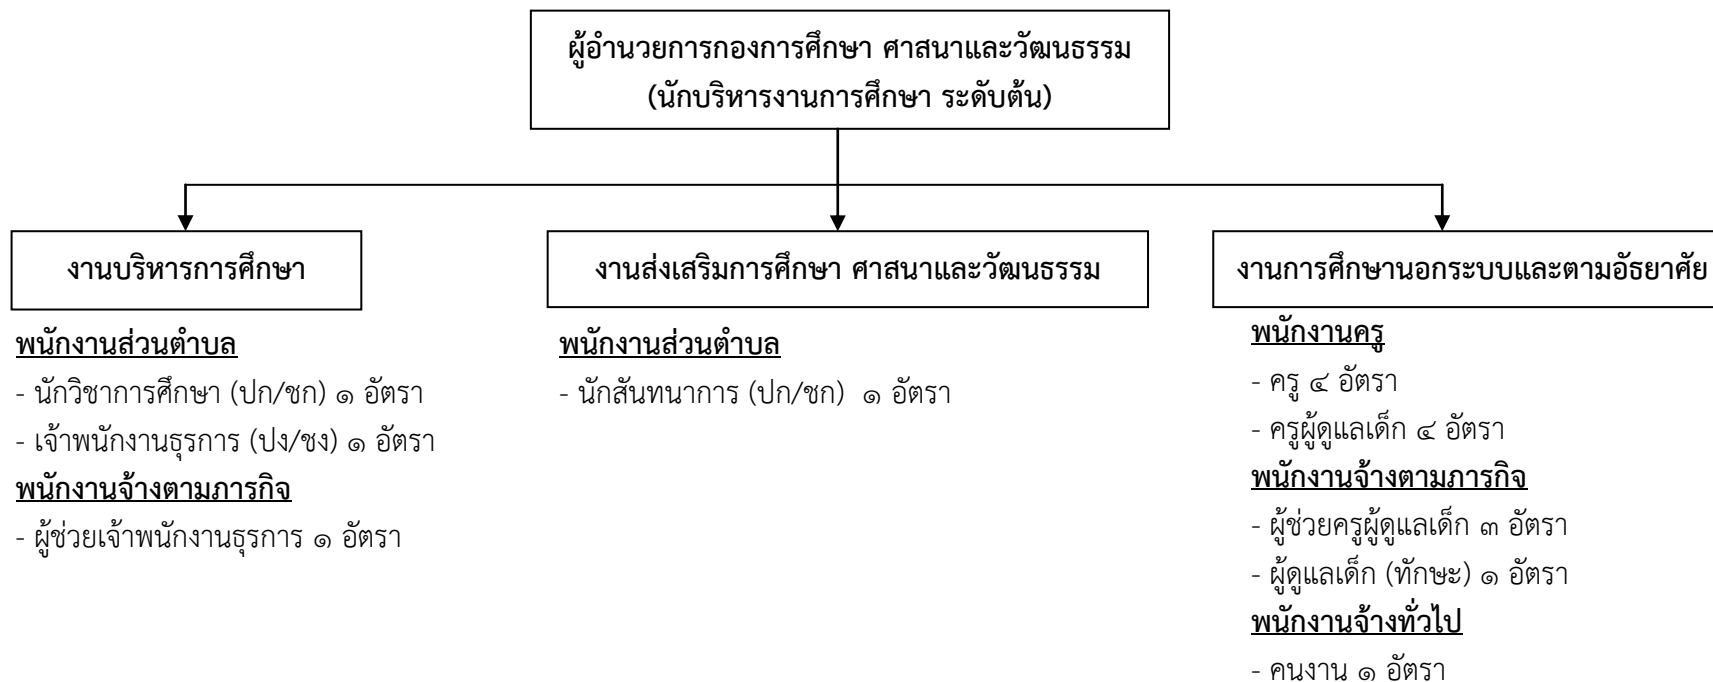 ผู้อำนวยการกองการศึกษา ศาสนาและวัฒนธรรม
(นักบริหารงานการศึกษา ระดับต้น)
งานบริหารการศึกษา
พนักงานส่วนตำบล
- นักวิชาการศึกษา (ปก/ชก) ๑ อัตรา
- เจ้าพนักงานธุรการ (ปง/ชง) ๑ อัตรา
พนักงานจ้างตามภารกิจ
- ผู้ช่วยเจ้าพนักงานธุรการ ๑ อัตรา
งานส่งเสริมการศึกษา ศาสนาและวัฒนธรรม
พนักงานส่วนตำบล
- นักสันทนาการ (ปก/ชก) ๑ อัตรา
งานการศึกษานอกระบบและตามอัธยาศัย
พนักงานครู
- ครู ๔ อัตรา
- ครูผู้ดูแลเด็ก ๔ อัตรา
พนักงานจ้างตามภารกิจ
- ผู้ช่วยครูผู้ดูแลเด็ก ๓ อัตรา
- ผู้ดูแลเด็ก (ทักษะ) ๑ อัตรา
พนักงานจ้างทั่วไป
- คนงาน ๑ อัตรา